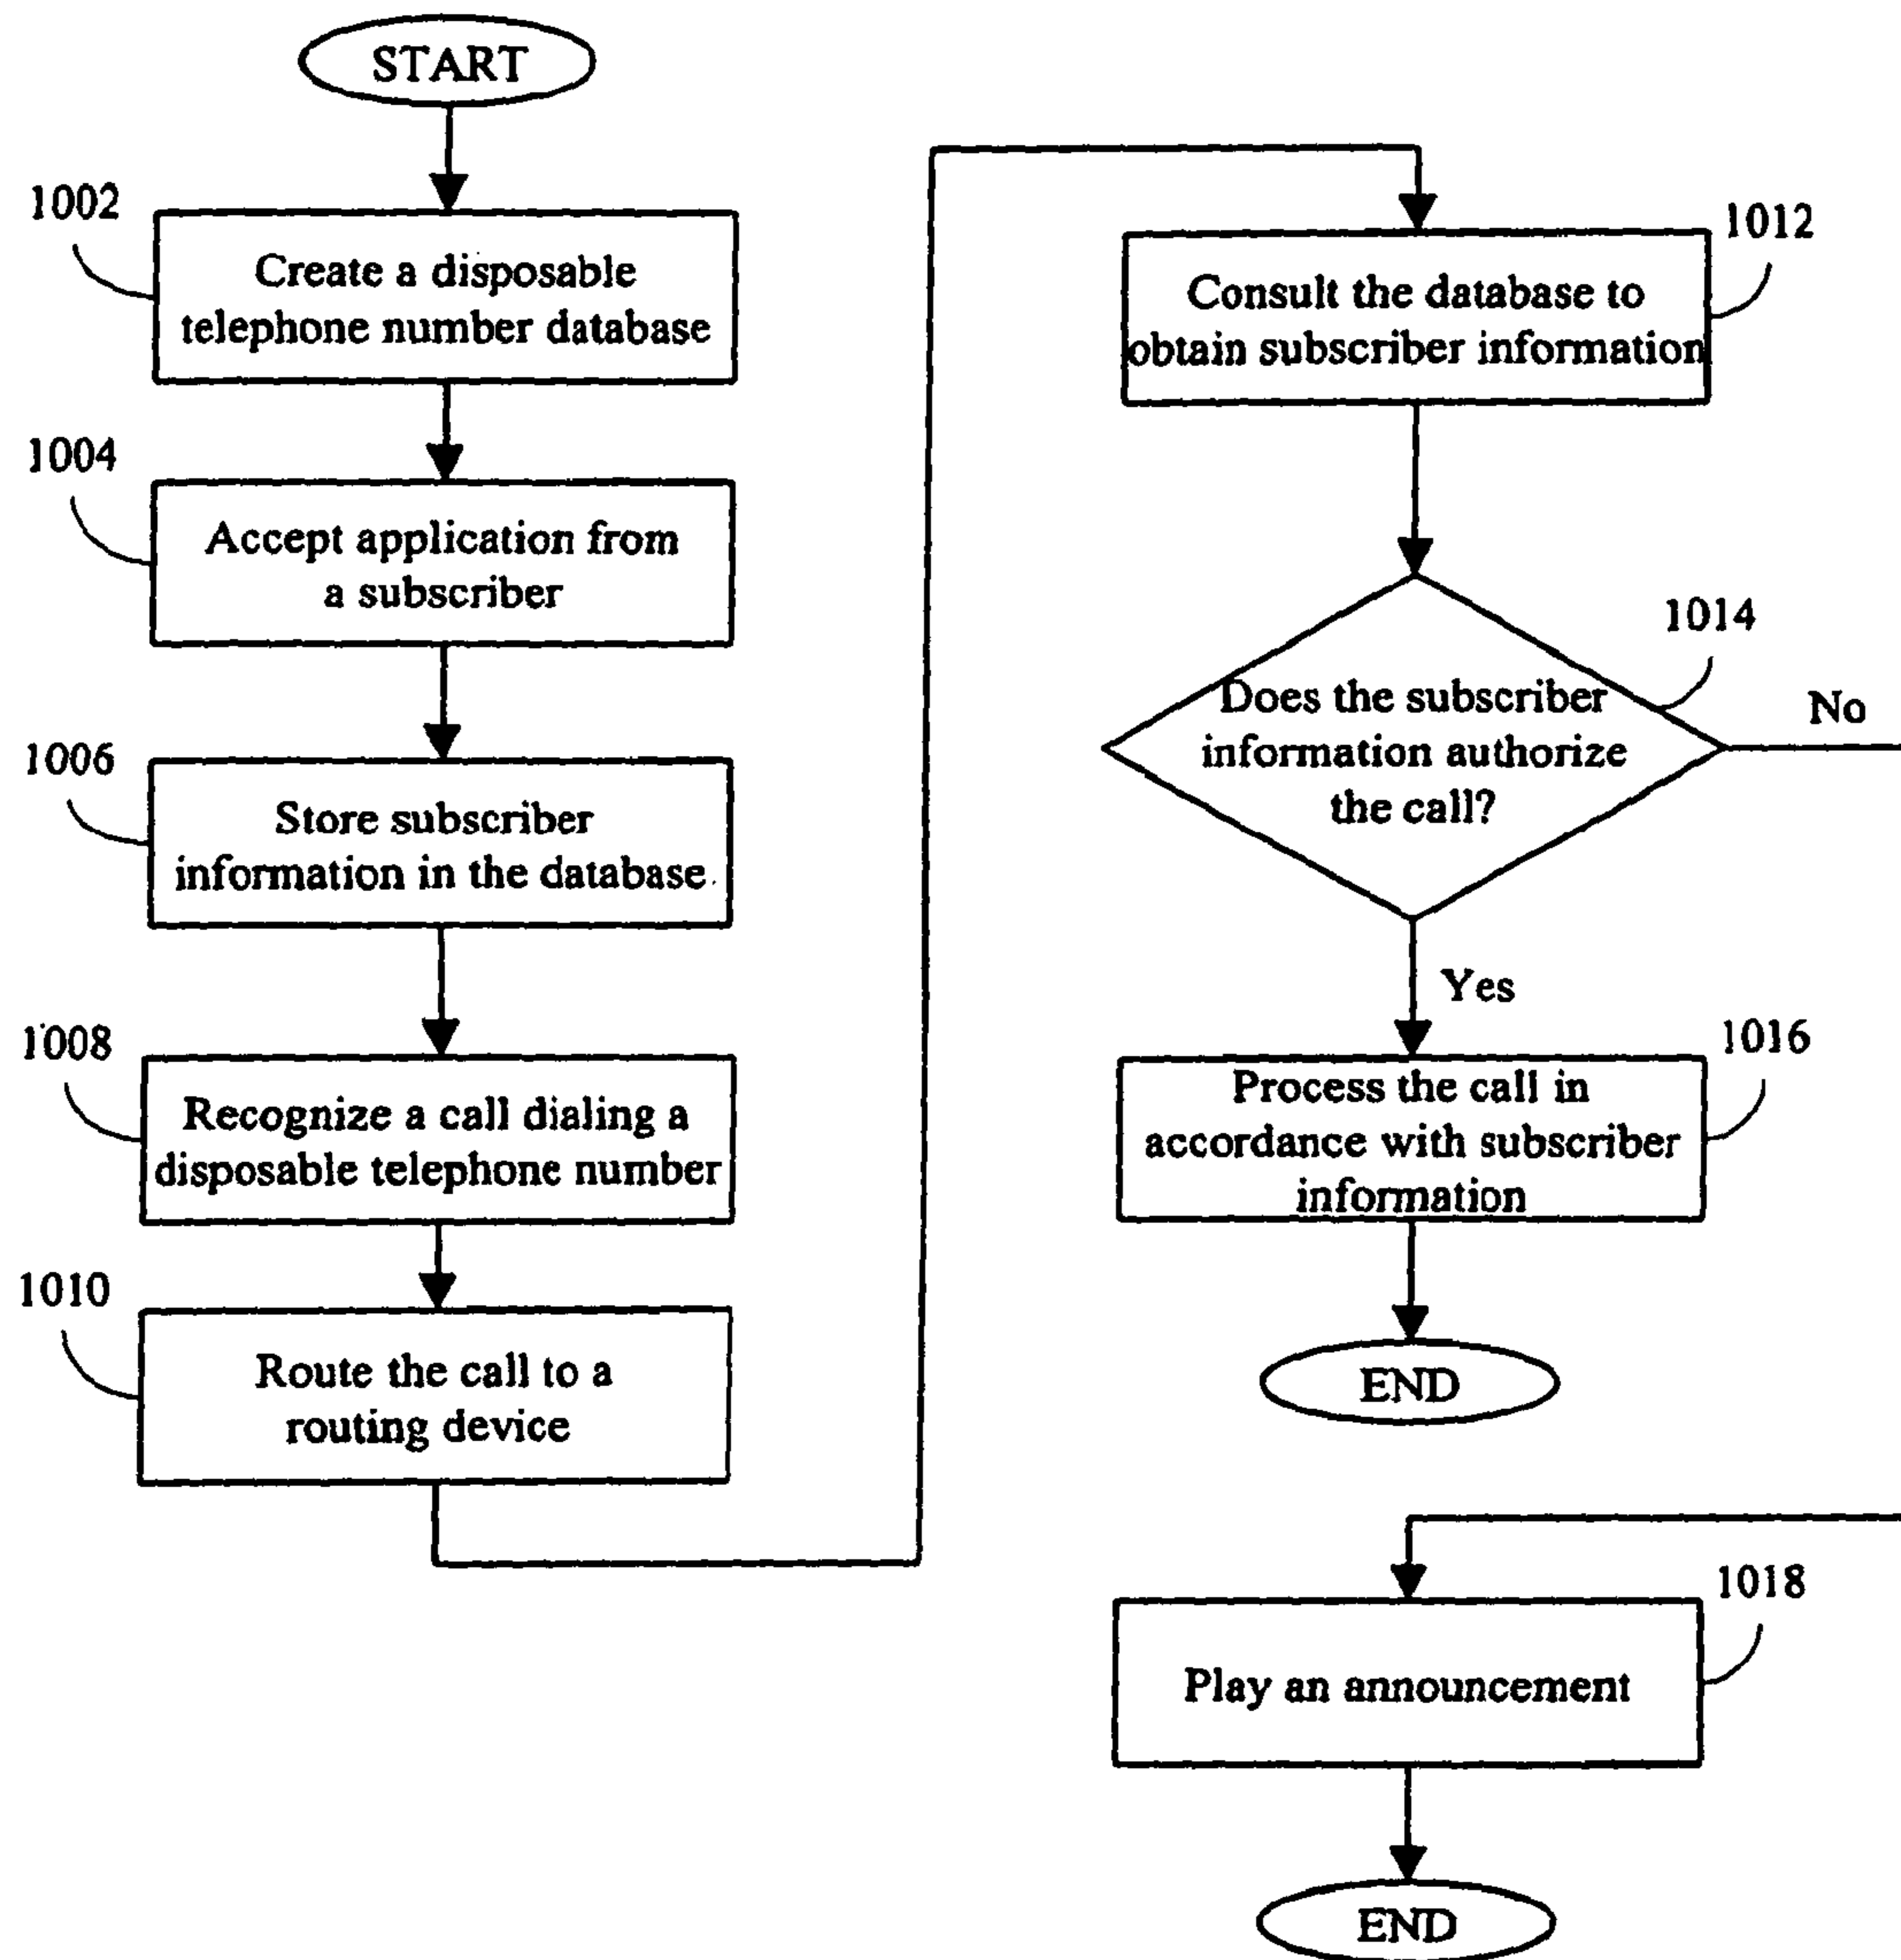 START
1002
Create a disposable
telephone number database
1004
Accept application from
a subscriber
1006
Store subscriber
information in the database
1008
Recognize a call dialing a
disposable telephone number
1010
Route the call to a
routing device
1012
Consult the database to
obtain subscriber information
1014
Does the subscriber
information authorize
the call?
No
Yes
1016
Process the call in
accordance with subscriber
information
END
1018
Play an announcement
END